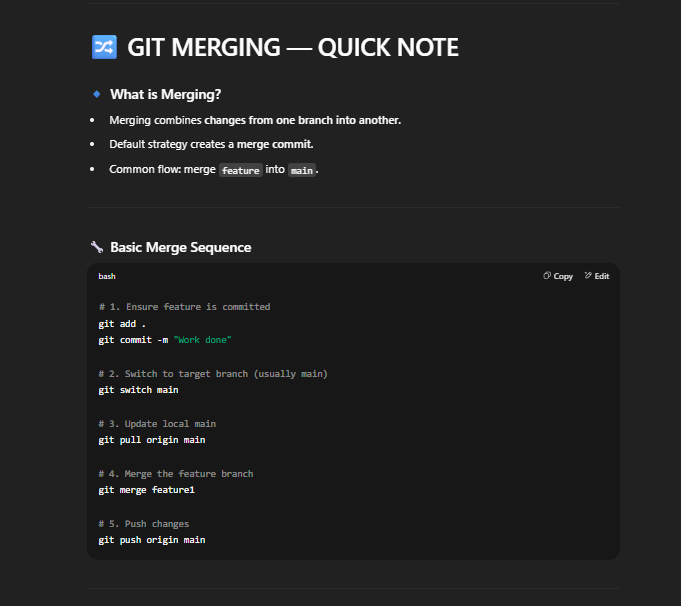 GIT MERGING — QUICK NOTE
What is Merging?
• Merging combines changes from one branch into another.
• Default strategy creates a merge commit.
• Common flow: merge feature into main.
Basic Merge Sequence
bash Copy Edit
# 1. Ensure feature is committed
git add .
git commit -m "Work done"
# 2. Switch to target branch (usually main)
git switch main
# 3. Update local main
git pull origin main
# 4. Merge the feature branch
git merge feature1
# 5. Push changes
git push origin main